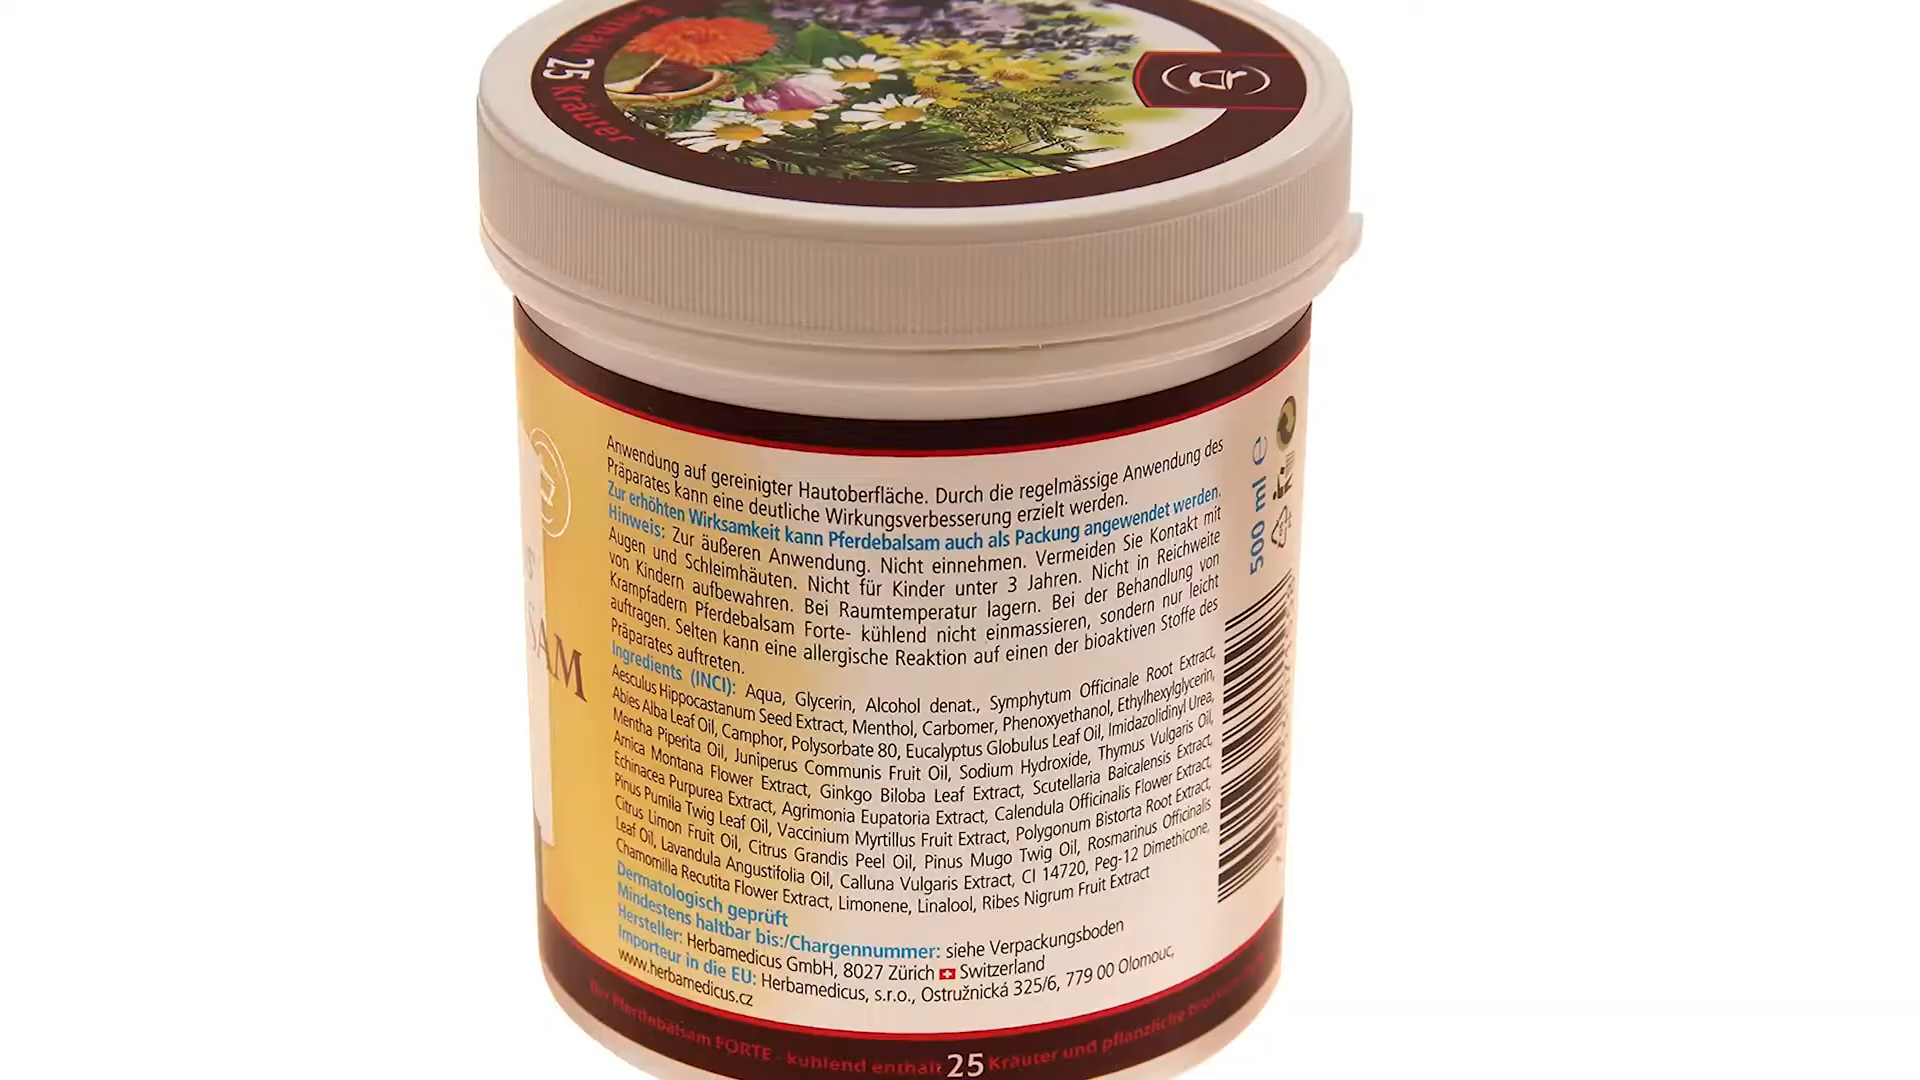 25 Kräuter
Anwendung auf gereinigter Hautoberfläche. Durch die regelmässige Anwendung des
Präparates kann eine deutliche Wirkungsverbesserung erzielt werden.
Zur erhöhten Wirksamkeit kann Pferdebalsam auch als Packung angewendet werden.
Hinweis: Zur äußeren Anwendung. Nicht einnehmen. Vermeiden Sie Kontakt mit
Augen und Schleimhäuten. Nicht für Kinder unter 3 Jahren. Nicht in Reichweite
von Kindern aufbewahren. Bei Raumtemperatur lagern. Bei der Behandlung von
Krampfadern Pferdebalsam Forte- kühlend nicht einmassieren, sondern nur leicht
auftragen. Selten kann eine allergische Reaktion auf einen der bioaktiven Stoffe des
Präparates auftreten.
Ingredients (INCI): Aqua, Glycerin, Alcohol denat., Symphytum Officinale Root Extract,
Aesculus Hippocastanum Seed Extract, Menthol, Carbomer, Phenoxyethanol, Ethylhexylglycerin,
Abies Alba Leaf Oil, Camphor, Polysorbate 80, Eucalyptus Globulus Leaf Oil, Imidazolidinyl Urea,
Mentha Piperita Oil, Juniperus Communis Fruit Oil, Sodium Hydroxide, Thymus Vulgaris Oil,
Arnica Montana Flower Extract, Ginkgo Biloba Leaf Extract, Scutellaria Baicalensis Extract,
Echinacea Purpurea Extract, Agrimonia Eupatoria Extract, Calendula Officinalis Flower Extract,
Pinus Pumila Twig Leaf Oil, Vaccinium Myrtillus Fruit Extract, Polygonum Bistorta Root Extract,
Citrus Limon Fruit Oil, Citrus Grandis Peel Oil, Pinus Mugo Twig Oil, Rosmarinus Officinalis
Leaf Oil, Lavandula Angustifolia Oil, Calluna Vulgaris Extract, CI 14720, Peg-12 Dimethicone,
Chamomilla Recutita Flower Extract, Limonene, Linalool, Ribes Nigrum Fruit Extract
Dermatologisch geprüft
Mindestens haltbar bis:/Chargennummer: siehe Verpackungsboden
Hersteller: Herbamedicus GmbH, 8027 Zürich Switzerland
Importeur in die EU: Herbamedicus, s.r.o., Ostružnická 325/6, 779 00 Olomouc,
www.herbamedicus.cz
500 ml e
SAM
Pferdebalsam FORTE - kühlend enthält 25 Kräuter und pflanzliche